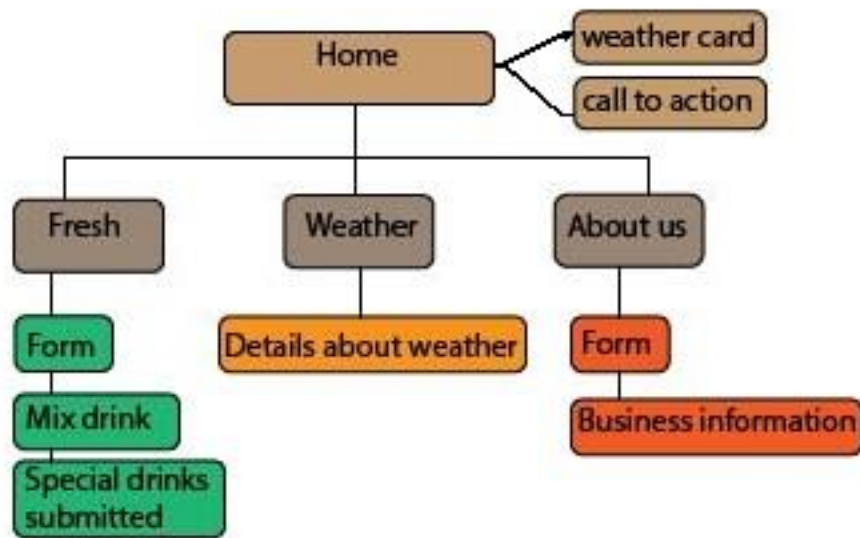 Home
weather card
call to action
Fresh
Weather
About us
Form
Details about weather
Form
Mix drink
Business information
Special drinks
submitted